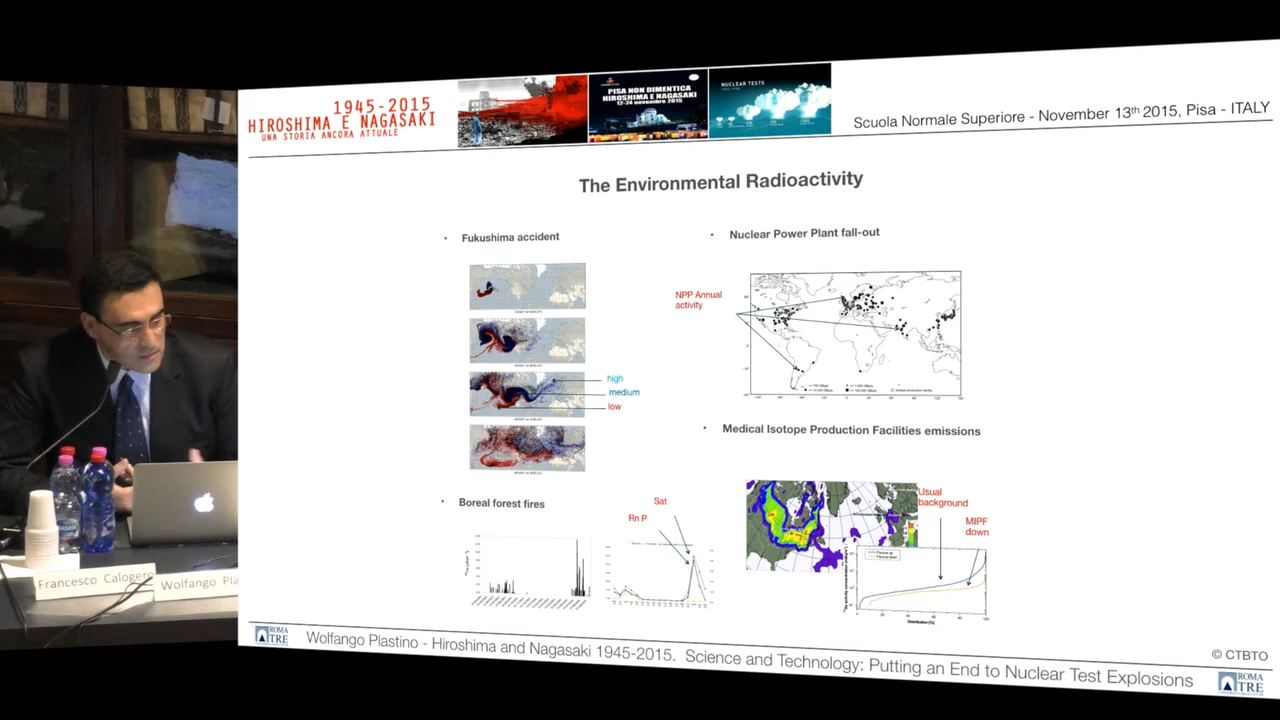 1945-2015
HIROSHIMA E NAGASAKI
UNA STORIA ANCORA ATTUALE
PISA NON DIMENTICA
HIROSHIMA E NAGASAKI
12-24 novembre 2015
NUCLEAR TESTS
Scuola Normale Superiore - November 13th 2015, Pisa - ITALY
The Environmental Radioactivity
• Fukushima accident
• Nuclear Power Plant fall-out
NPP Annual
activity
high
medium
low
• Medical Isotope Production Facilities emissions
• Boreal forest fires
Sat
Rn P
Usual
background
MIPF
down
Distribution [%]
Francesco Calogero
Wolfango Pla
ROMA
TRE
Wolfango Plastino - Hiroshima and Nagasaki 1945-2015, Science and Technology: Putting an End to Nuclear Test Explosions
© CTBTO
ROMA
TRE